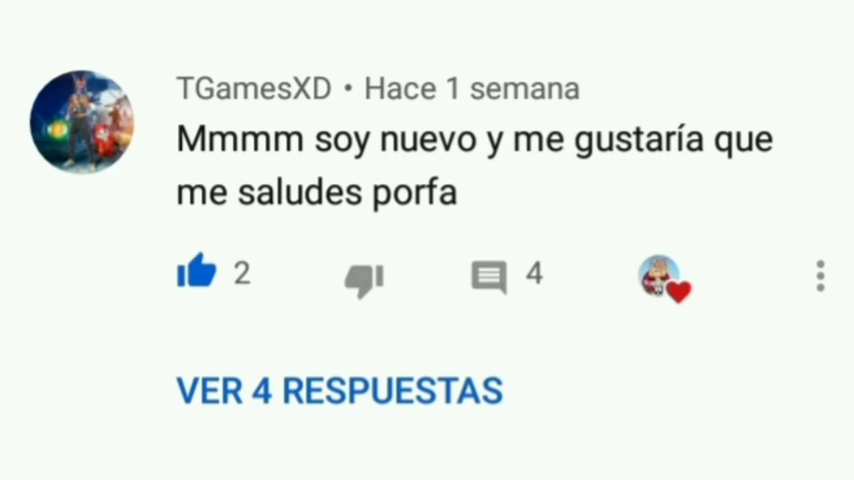 TGamesXD • Hace 1 semana
Mmmm soy nuevo y me gustaría que
me saludes porfa
2 4
VER 4 RESPUESTAS